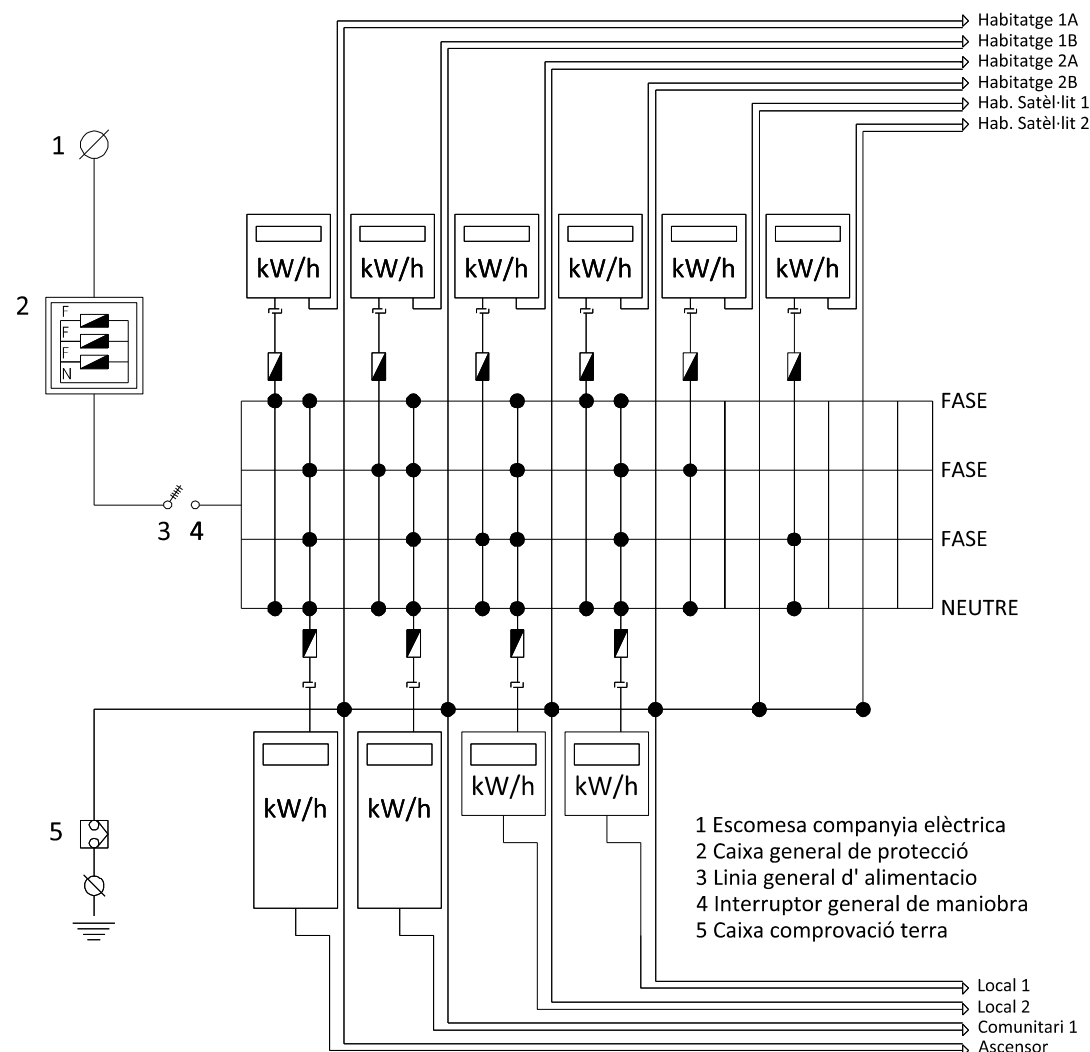 Habitatge 1A
Habitatge 1B
Habitatge 2A
Habitatge 2B
Hab. Satèl·lit 1
Hab. Satèl·lit 2
1
kW/h
kW/h
kW/h
kW/h
kW/h
kW/h
2
F
F
F
N
FASE
FASE
3
4
FASE
NEUTRE
kW/h
kW/h
kW/h
kW/h
5
1 Escomesa companyia elèctrica
2 Caixa general de protecció
3 Linia general d' alimentacio
4 Interruptor general de maniobra
5 Caixa comprovació terra
Local 1
Local 2
Comunitari 1
Ascensor